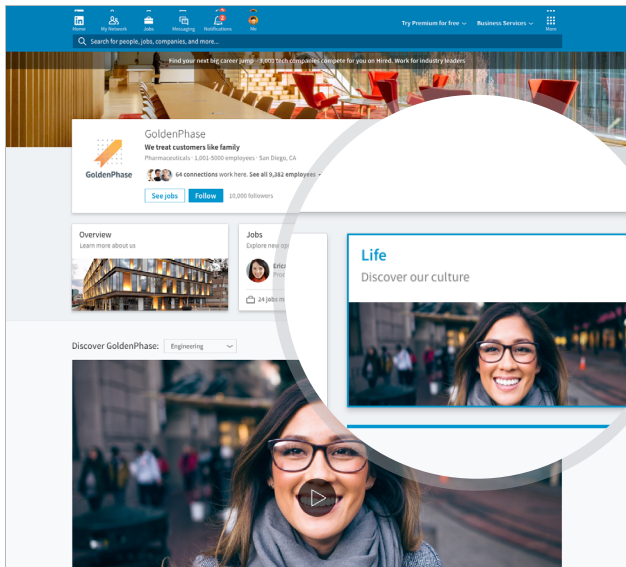 in
Home
My Network
Jobs
Messaging
Notifications
Me
Try Premium for free
Business Services
More
Search for people, jobs, companies, and more...
Find your next big career jump – 3,000 tech companies compete for you on Hired. Work for industry leaders
GoldenPhase
GoldenPhase
We treat customers like family
Pharmaceuticals · 1,001-5000 employees · San Diego, CA
64 connections work here. See all 9,382 employees
See jobs
Follow
10,000 followers
Overview
Learn more about us
Jobs
Explore new
24 jobs
Life
Discover our culture
Discover GoldenPhase:
Engineering